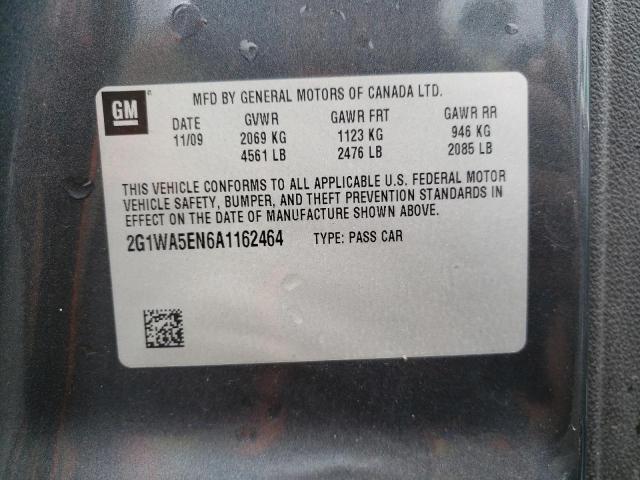 GM
MFD BY GENERAL MOTORS OF CANADA LTD.
DATE GVWR GAWR FRT GAWR RR
11/09 2069 KG 1123 KG 946 KG
4561 LB 2476 LB 2085 LB
THIS VEHICLE CONFORMS TO ALL APPLICABLE U.S. FEDERAL MOTOR
VEHICLE SAFETY, BUMPER, AND THEFT PREVENTION STANDARDS IN
EFFECT ON THE DATE OF MANUFACTURE SHOWN ABOVE.
2G1WA5EN6A1162464 TYPE: PASS CAR